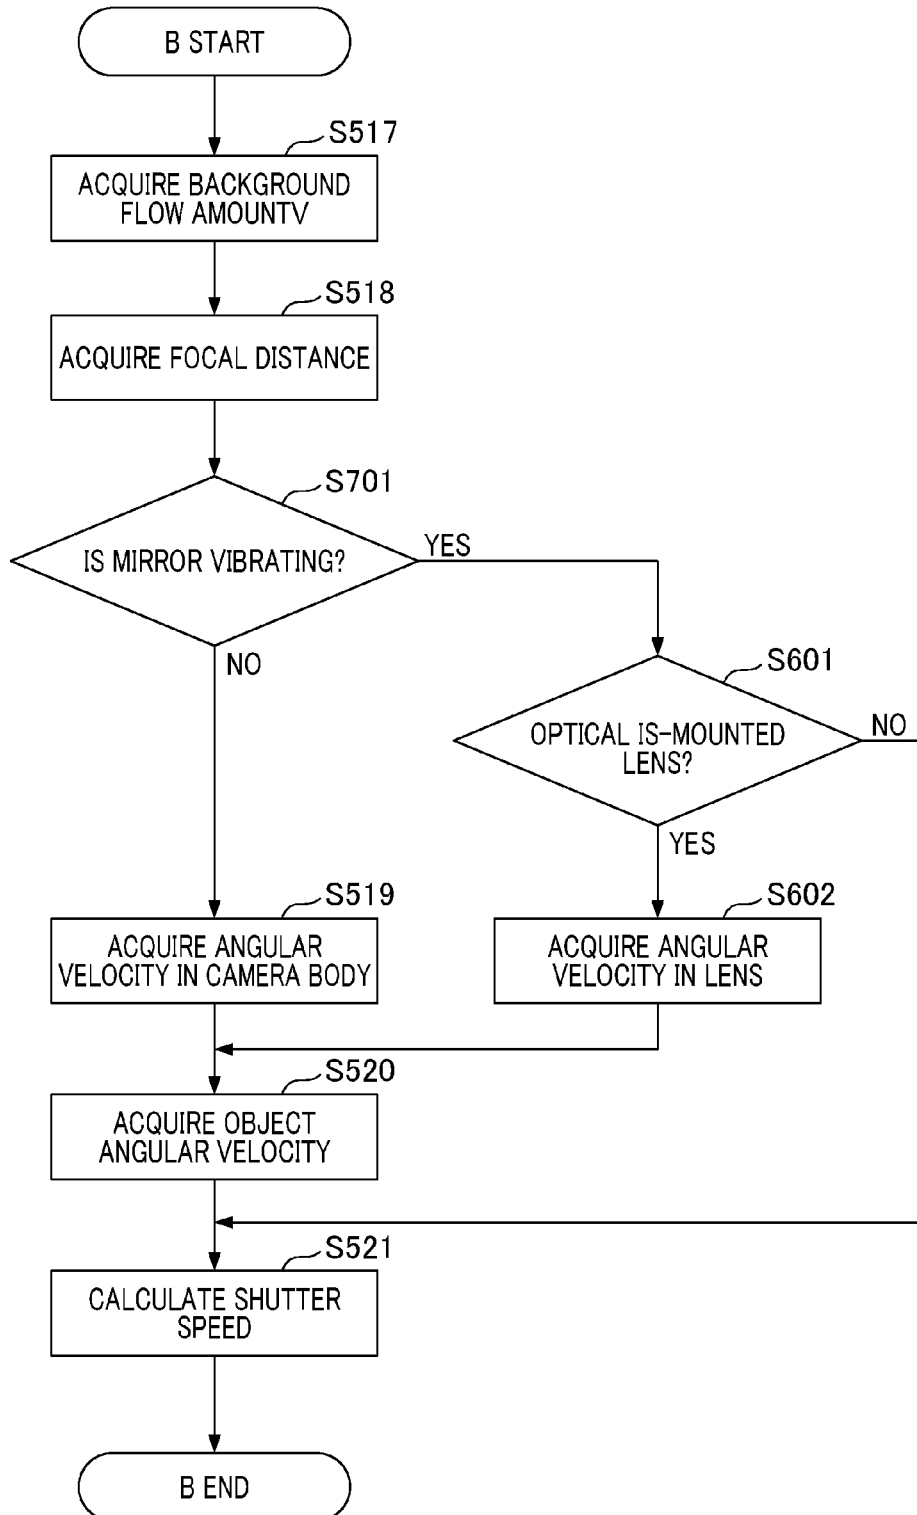 B START
S517
ACQUIRE BACKGROUND
FLOW AMOUNTV
S518
ACQUIRE FOCAL DISTANCE
S701
IS MIRROR VIBRATING?
YES
NO
S601
OPTICAL IS-MOUNTED
LENS?
NO
YES
S519
ACQUIRE ANGULAR
VELOCITY IN CAMERA BODY
S602
ACQUIRE ANGULAR
VELOCITY IN LENS
S520
ACQUIRE OBJECT
ANGULAR VELOCITY
S521
CALCULATE SHUTTER
SPEED
B END